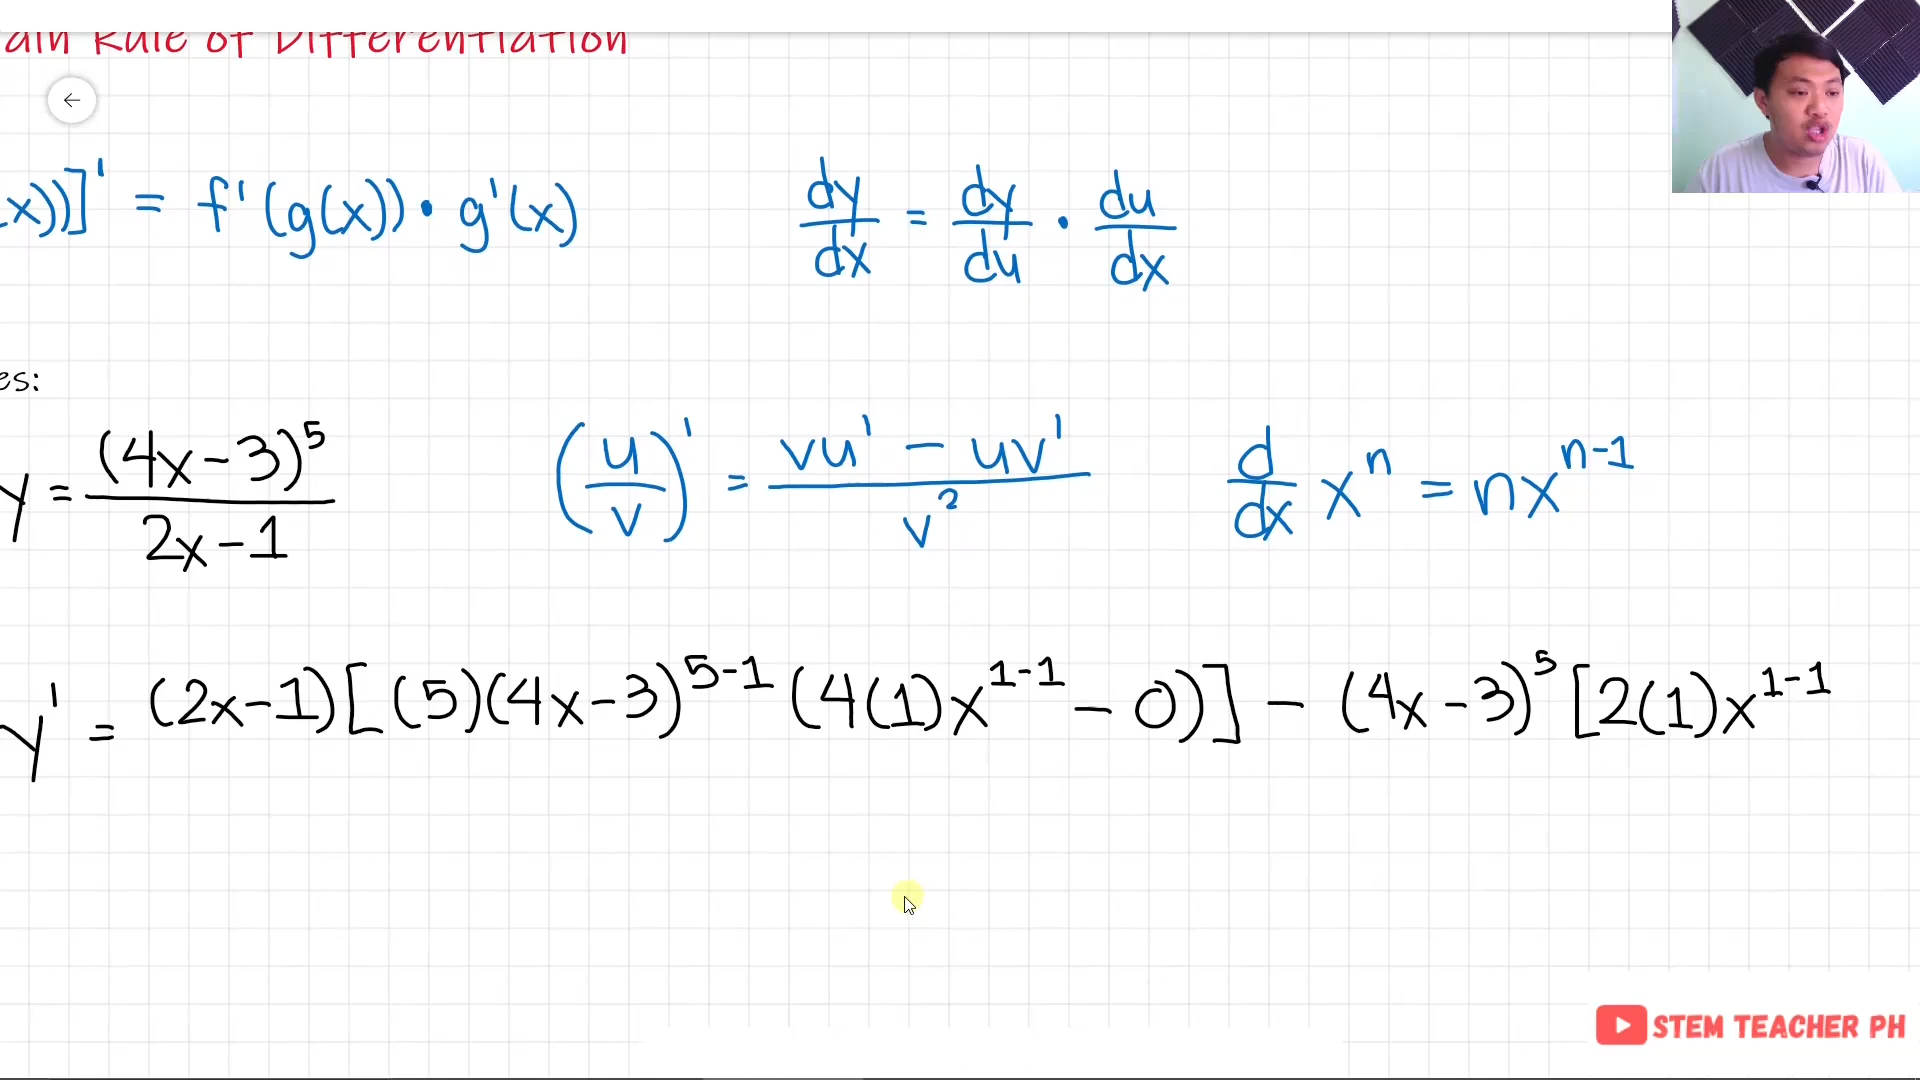 ain Rule of Differentiation
(x))]' = f'(g(x)) · g'(x)
dy/dx = dy/du · du/dx
es:
y = (4x-3)^5 / 2x-1
(u/v)' = vu' - uv' / v^2
d/dx x^n = nx^{n-1}
y' = (2x-1)[(5)(4x-3)^{5-1}(4(1)x^{1-1} - 0)] - (4x-3)^5[2(1)x^{1-1}
STEM TEACHER PH